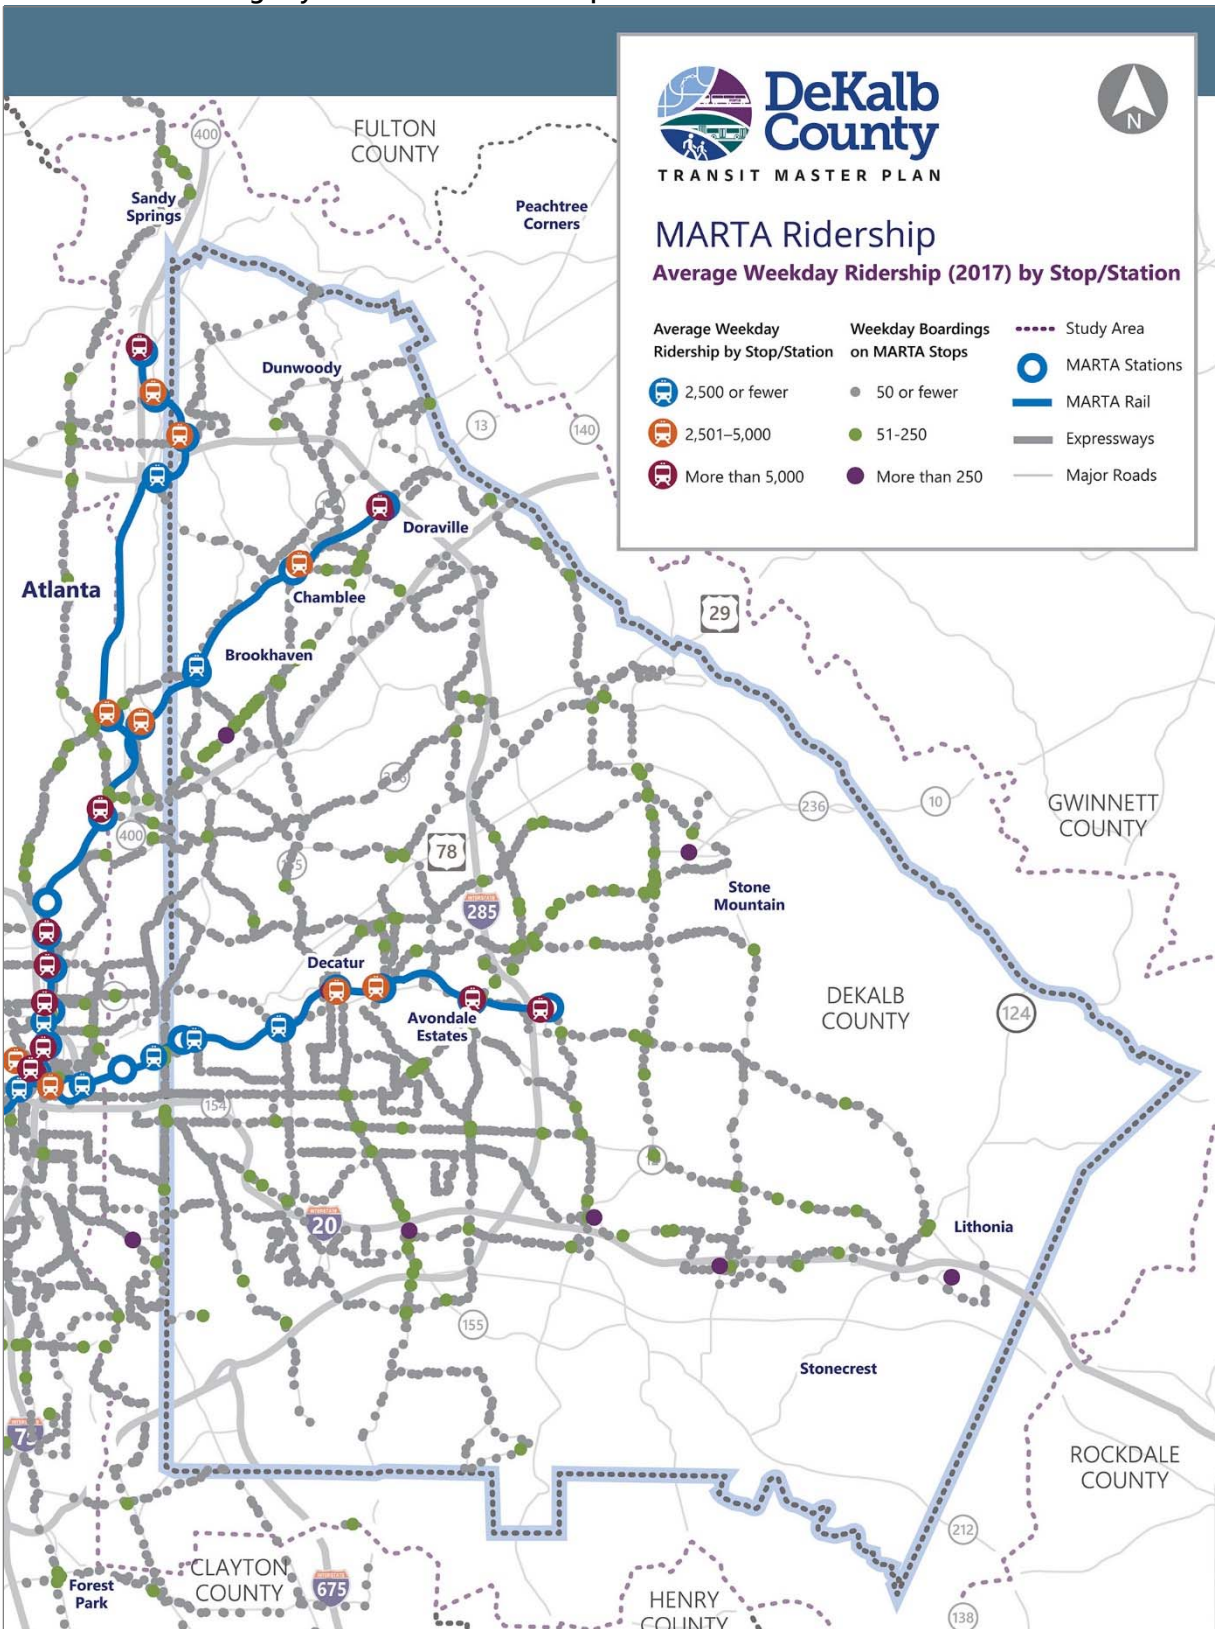 DeKalb
County
TRANSIT MASTER PLAN
N
MARTA Ridership
Average Weekday Ridership (2017) by Stop/Station
Average Weekday
Ridership by Stop/Station
2,500 or fewer
2,501–5,000
More than 5,000
Weekday Boardings
on MARTA Stops
50 or fewer
51-250
More than 250
Study Area
MARTA Stations
MARTA Rail
Expressways
Major Roads
400
FULTON
COUNTY
Sandy
Springs
Peachtree
Corners
Dunwoody
13
140
Doraville
Atlanta
Chamble​e
29
Brookhaven
236
10
GWINNETT
COUNTY
400
78
Stone
Mountain
INTERSTATE
285
Decatur
DEKALB
COUNTY
124
Avondale
Estates
154
INTERSTATE
20
Lithonia
155
Stonecrest
ROCKDALE
COUNTY
212
CLAYTON
COUNTY
INTERSTATE
675
Forest
Park
HENRY
COUNTY
138